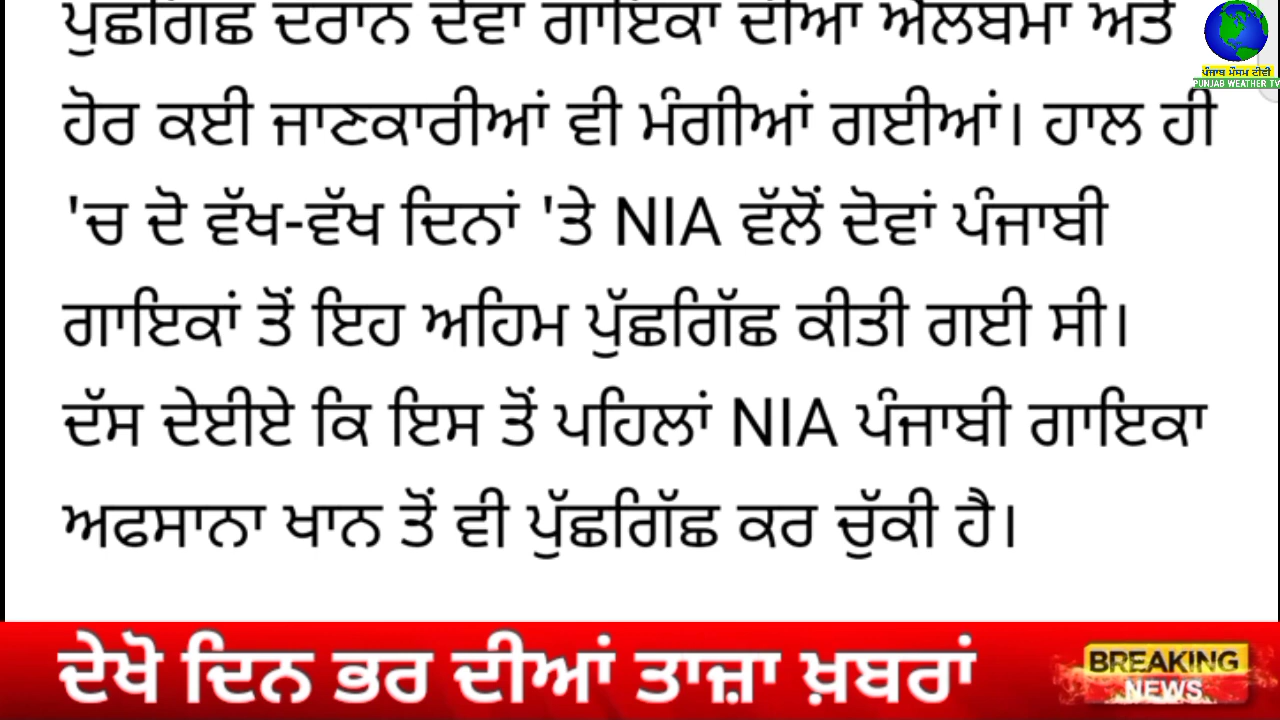 ਪੁੱਛਗਿੱਛ ਦੌਰਾਨ ਦੋਵਾਂ ਗਾਇਕਾਂ ਦੀਆਂ ਐਲਬਮਾਂ ਅਤੇ
ਹੋਰ ਕਈ ਜਾਣਕਾਰੀਆਂ ਵੀ ਮੰਗੀਆਂ ਗਈਆਂ। ਹਾਲ ਹੀ
'ਚ ਦੋ ਵੱਖ-ਵੱਖ ਦਿਨਾਂ 'ਤੇ NIA ਵੱਲੋਂ ਦੋਵਾਂ ਪੰਜਾਬੀ
ਗਾਇਕਾਂ ਤੋਂ ਇਹ ਅਹਿਮ ਪੁੱਛਗਿੱਛ ਕੀਤੀ ਗਈ ਸੀ।
ਦੱਸ ਦੇਈਏ ਕਿ ਇਸ ਤੋਂ ਪਹਿਲਾਂ NIA ਪੰਜਾਬੀ ਗਾਇਕਾ
ਅਫਸਾਨਾ ਖਾਨ ਤੋਂ ਵੀ ਪੁੱਛਗਿੱਛ ਕਰ ਚੁੱਕੀ ਹੈ।
ਪੰਜਾਬ ਮੌਸਮ ਟੀਵੀ
PUNJAB WEATHER TV
ਦੇਖੋ ਦਿਨ ਭਰ ਦੀਆਂ ਤਾਜ਼ਾ ਖ਼ਬਰਾਂ
BREAKING
NEWS